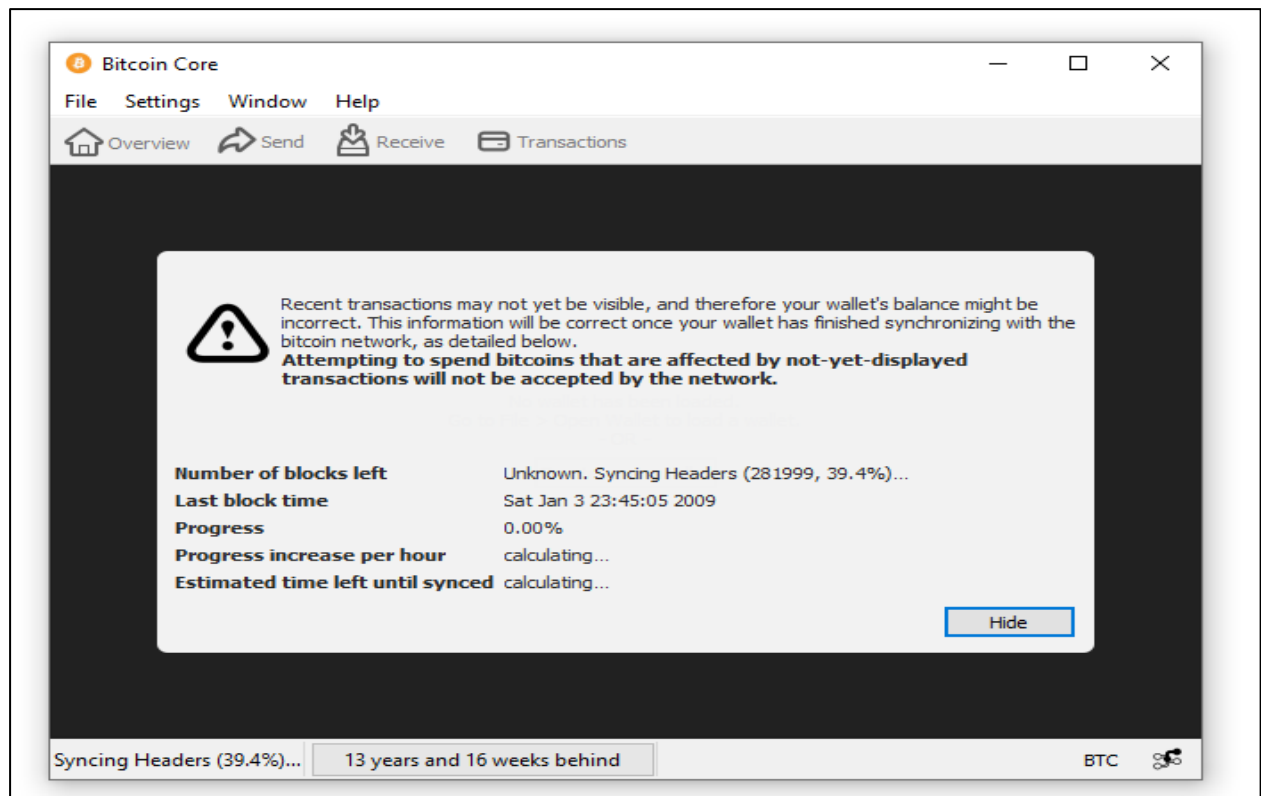 Bitcoin Core
File Settings Window Help
Overview Send Receive Transactions
Recent transactions may not yet be visible, and therefore your wallet's balance might be
incorrect. This information will be correct once your wallet has finished synchronizing with the
bitcoin network, as detailed below.
Attempting to spend bitcoins that are affected by not-yet-displayed
transactions will not be accepted by the network.
Number of blocks left Unknown. Syncing Headers (281999, 39.4%)...
Last block time Sat Jan 3 23:45:05 2009
Progress 0.00%
Progress increase per hour calculating...
Estimated time left until synced calculating...
Hide
Syncing Headers (39.4%)... 13 years and 16 weeks behind BTC